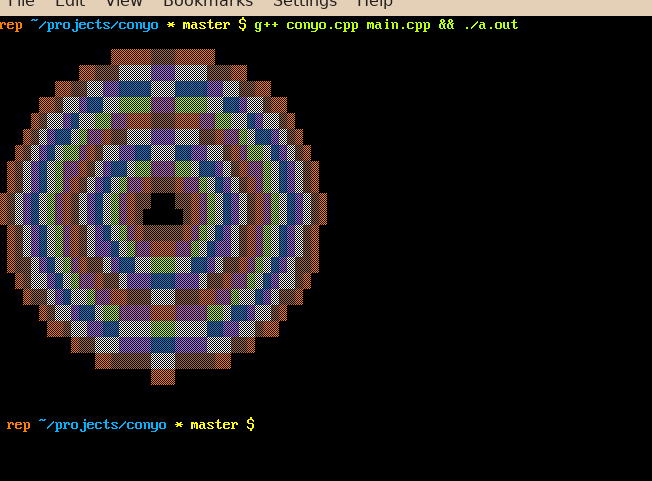 File Edit View Bookmarks Settings Help
rep ~/projects/conyo * master $ g++ conyo.cpp main.cpp && ./a.out
rep ~/projects/conyo * master $